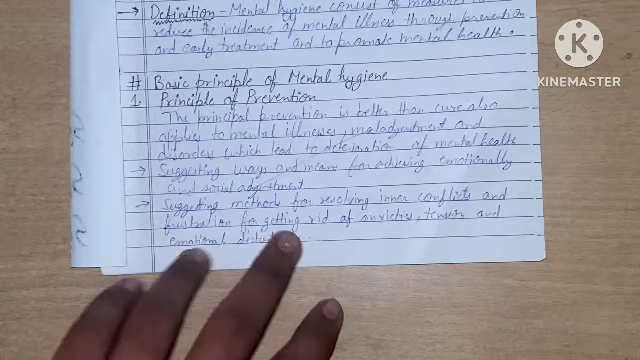 → Definition - Mental hygiene consist of measures to
reduce the incidence of mental illness through prevention
and early treatment and to promote mental health.
# Basic principle of Mental hygiene
1. Principle of Prevention
The principal prevention is better than cure also
applies to mental illnesses, maladjustment and
disorders which lead to deterioration of mental health
→ Suggesting ways and means for achieving emotionally
and social adjustment
→ Suggesting methods for resolving inner conflicts and
frustration for getting rid of anxieties, tension and
emotional
KINEMASTER